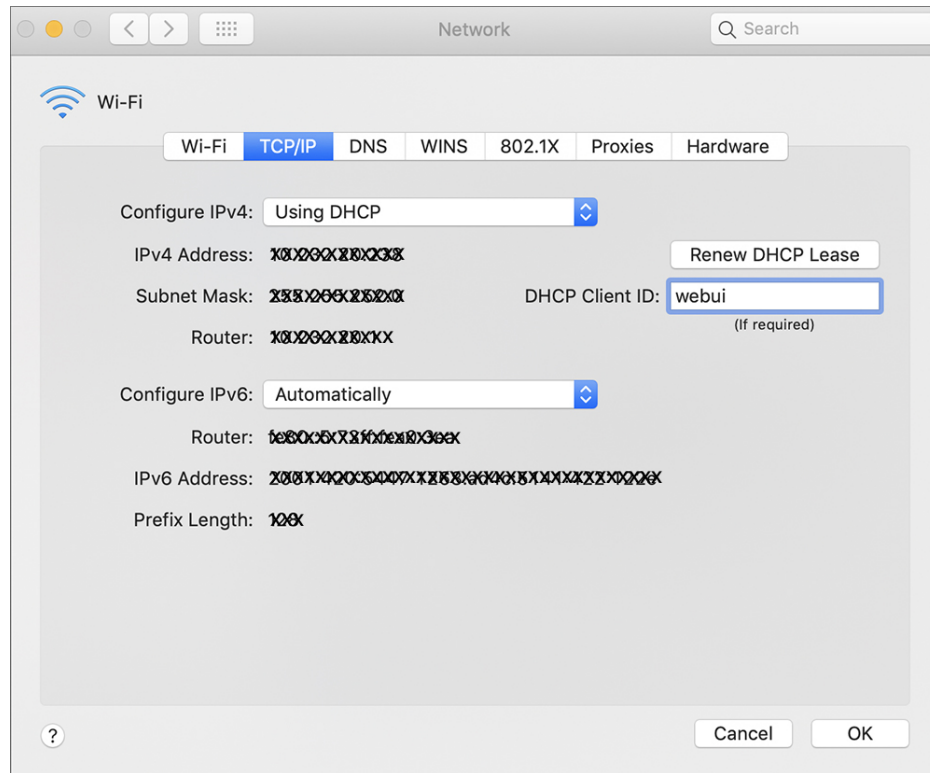 Network
Search
Wi-Fi
Wi-Fi TCP/IP DNS WINS 802.1X Proxies Hardware
Configure IPv4: Using DHCP
IPv4 Address:
Renew DHCP Lease
Subnet Mask:
DHCP Client ID: webui
(If required)
Router:
Configure IPv6: Automatically
Router:
IPv6 Address:
Prefix Length:
?
Cancel OK